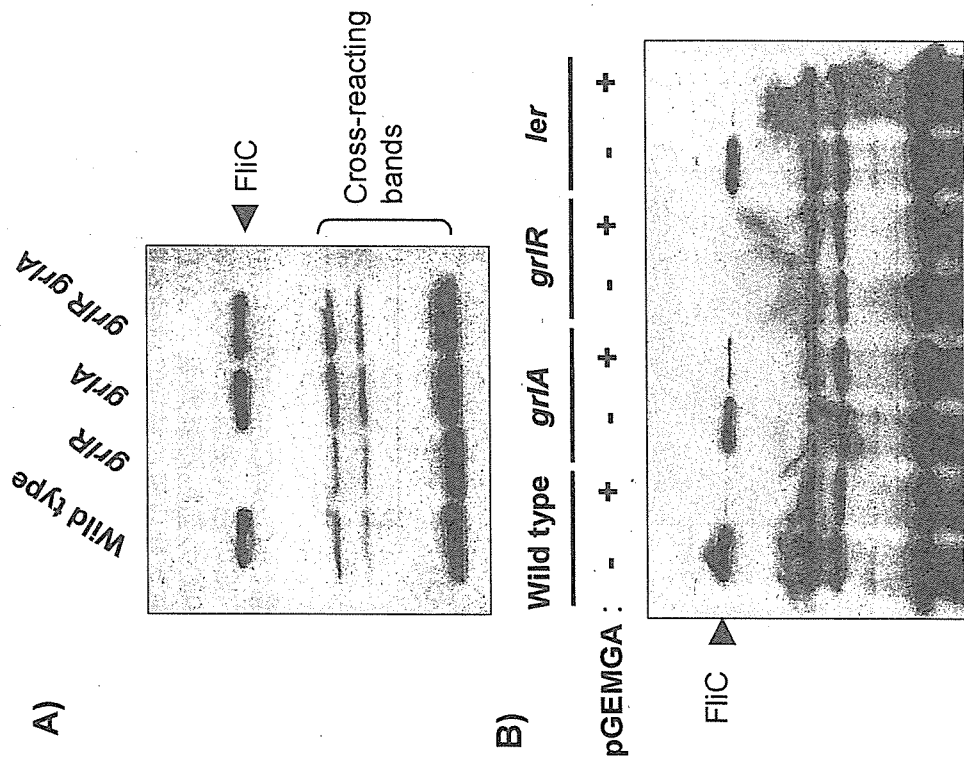 A)
Wild type grlR grlA grlR grlA
FliC
Cross-reacting
bands
B)
Wild type grlA grlR ler
pGEMGA : - + - + - + - +
FliC